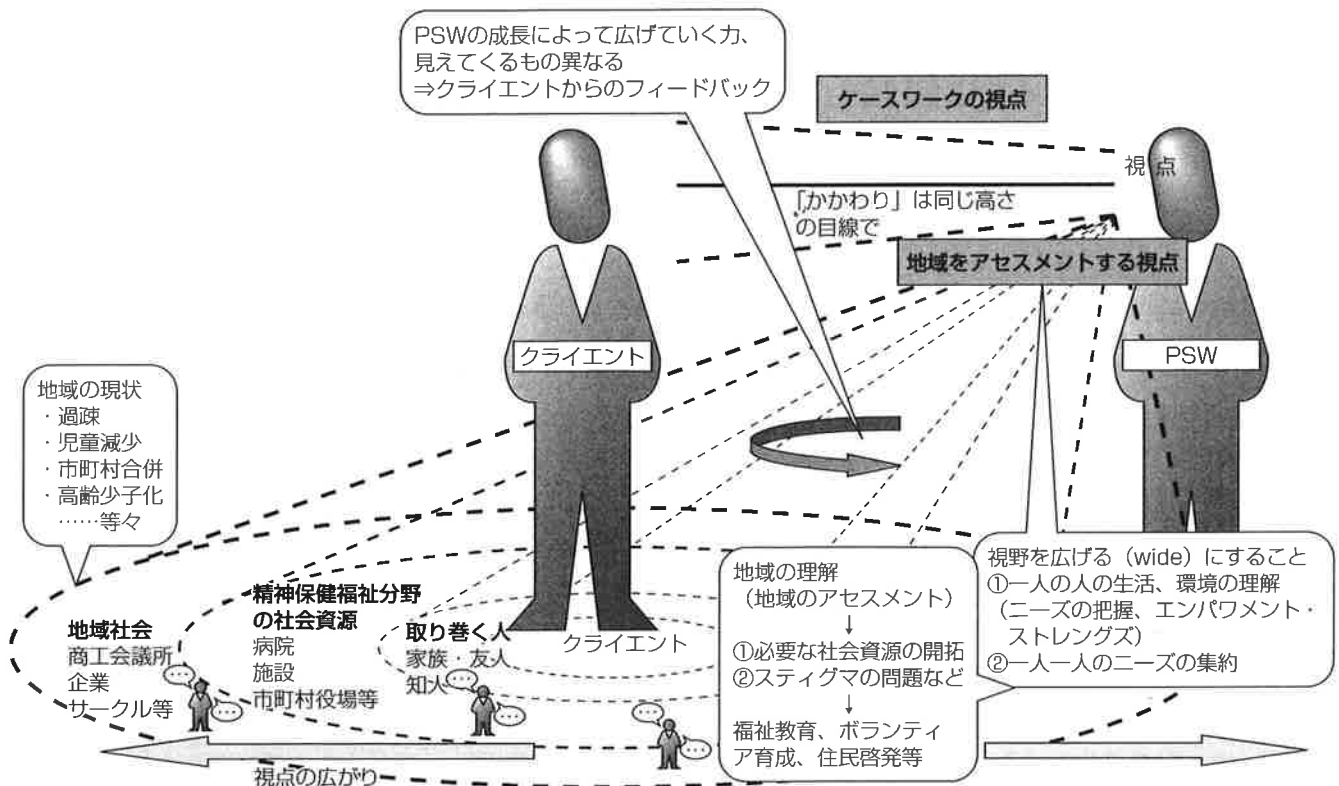 PSWの成長によって広げていく力、
見えてくるもの異なる
⇒クライエントからのフィードバック
ケースワークの視点
視点
「かかわり」は同じ高さ
の目線で
地域をアセスメントする視点
クライエント
PSW
地域の現状
・過疎
・児童減少
・市町村合併
・高齢少子化
……等々
地域社会
商工会議所
企業
サークル等
精神保健福祉分野
の社会資源
病院
施設
市町村役場等
取り巻く人
家族・友人
知人
クライエント
地域の理解
（地域のアセスメント）
↓
①必要な社会資源の開拓
②スティグマの問題など
↓
福祉教育、ボランティ
ア育成、住民啓発等
視野を広げる（wide）にすること
①一人の人の生活、環境の理解
（ニーズの把握、エンパワメント・
ストレングズ）
②一人一人のニーズの集約
視点の広がり